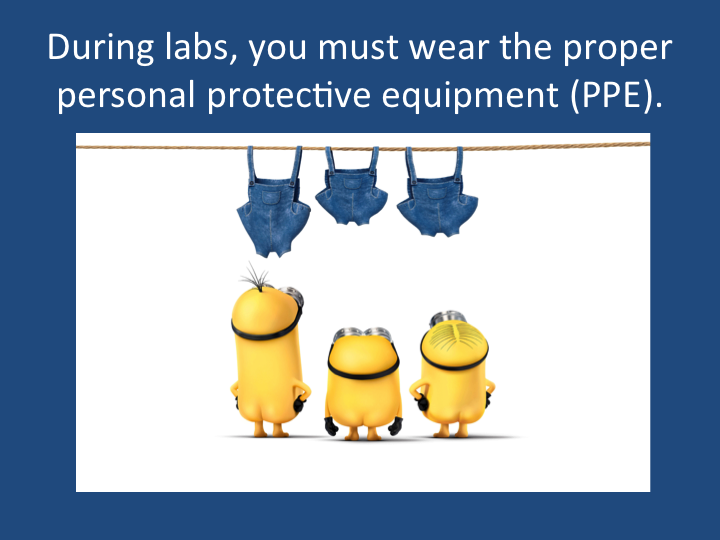 During labs, you must wear the proper
personal protective equipment (PPE).